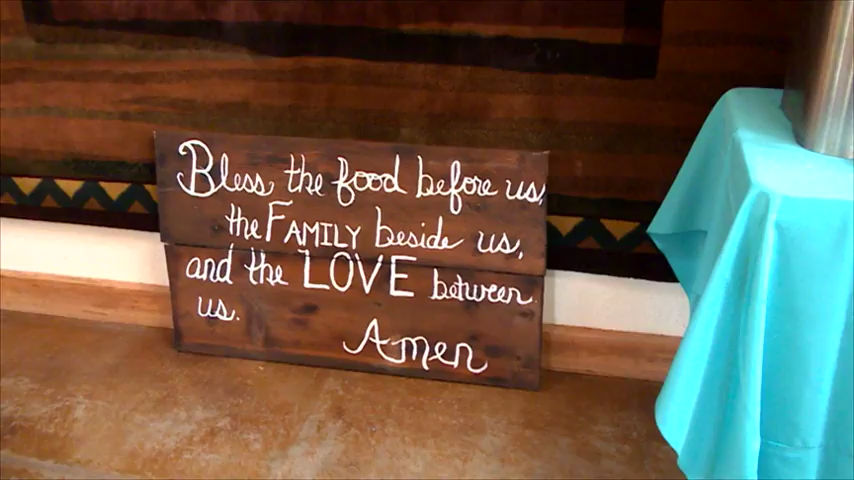 Bless the food before us,
the FAMILY beside us,
and the LOVE between
us.
Amen